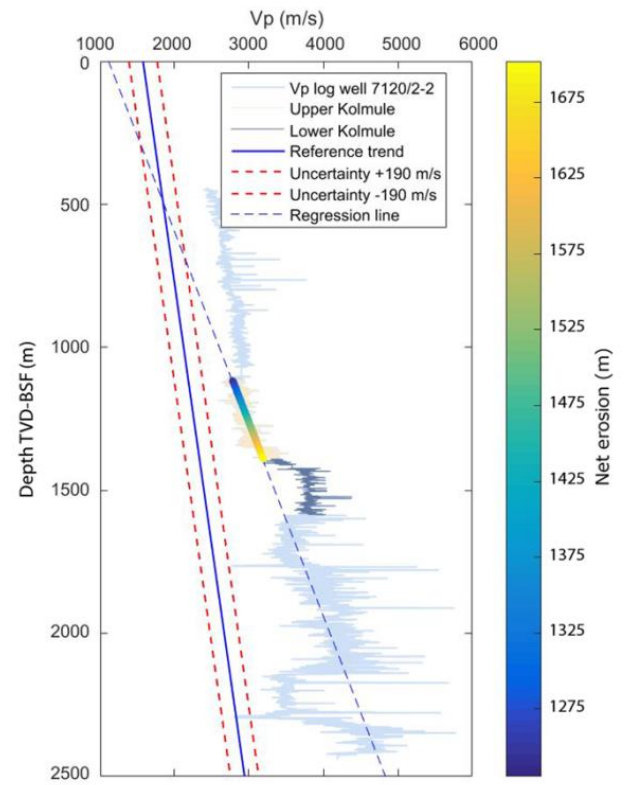 Vp (m/s)
1000 2000 3000 4000 5000 6000
0
500
1000
1500
2000
2500
Depth TVD-BSF (m)
Vp log well 7120/2-2
Upper Kolmule
Lower Kolmule
Reference trend
Uncertainty +190 m/s
Uncertainty -190 m/s
Regression line
1675
1625
1575
1525
1475
1425
1375
1325
1275
Net erosion (m)